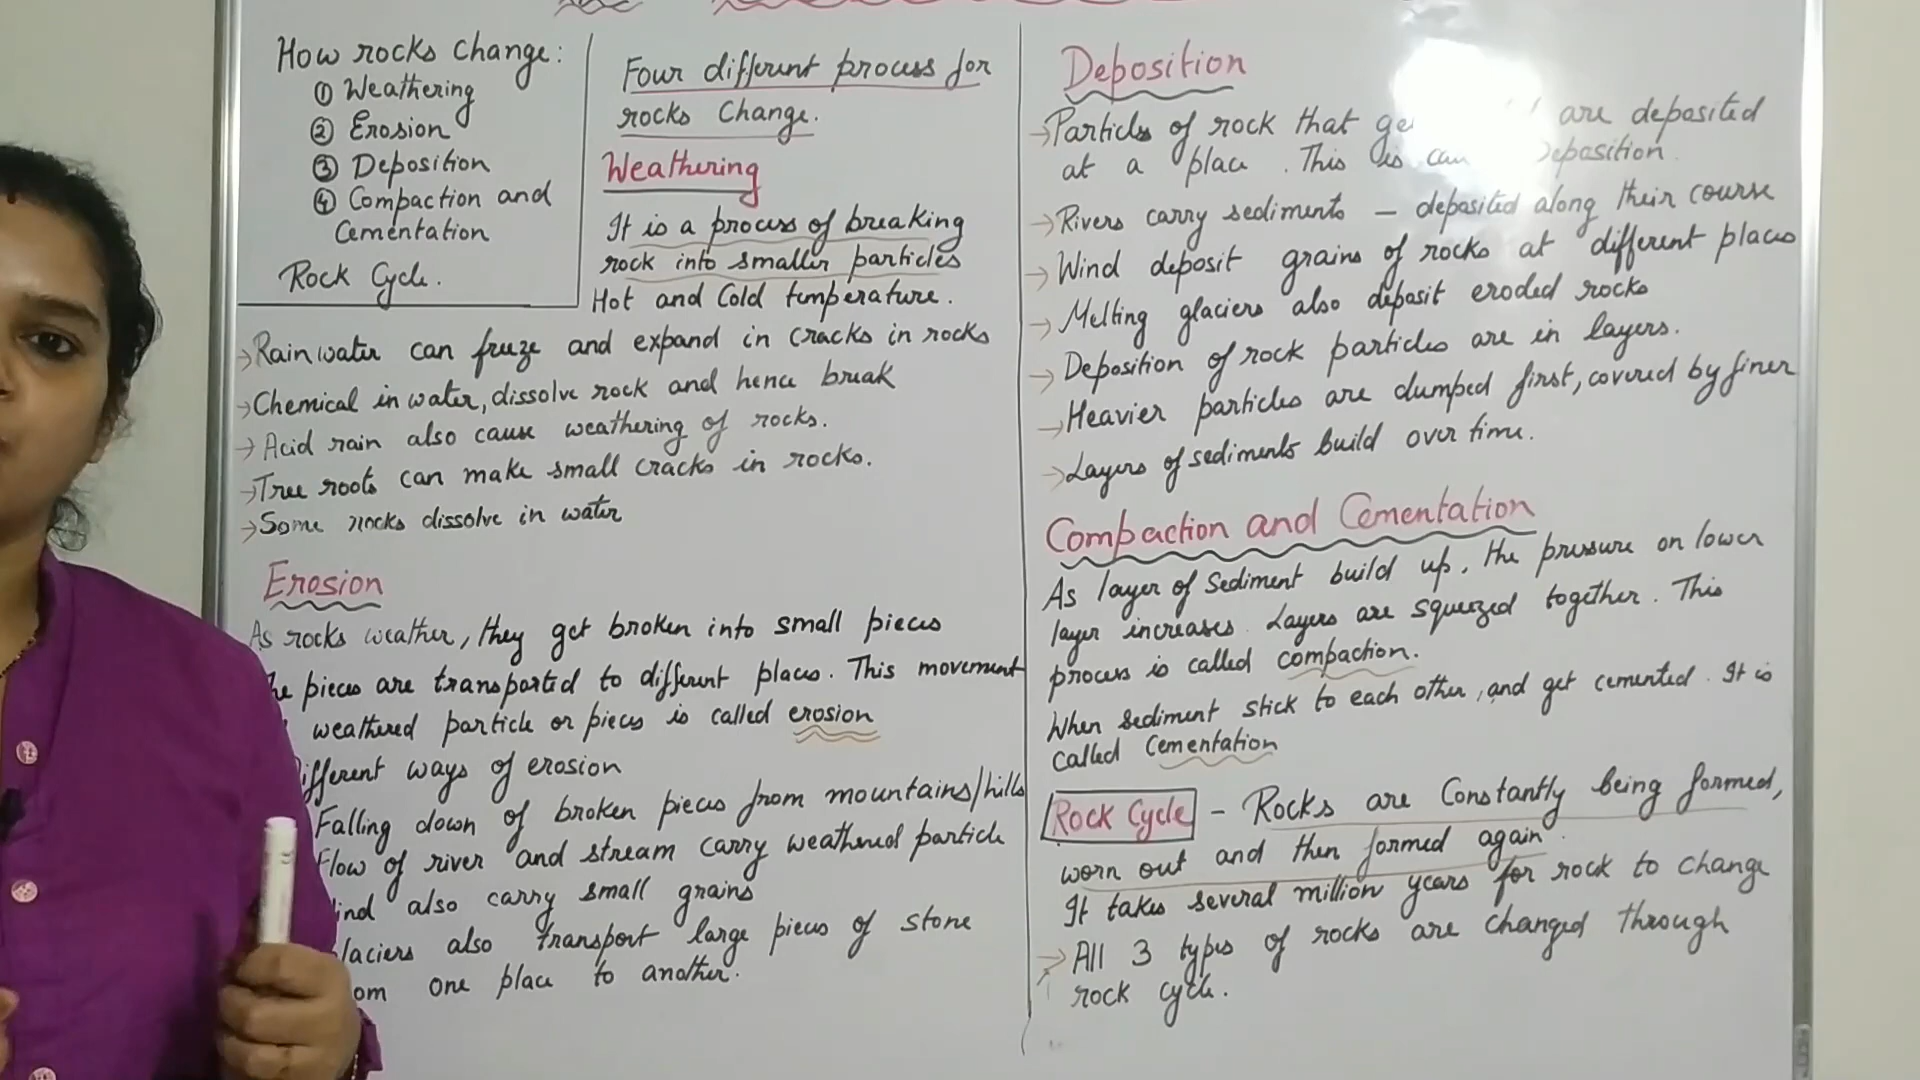 How rocks change:
① Weathering
② Erosion
③ Deposition
④ Compaction and
Cementation
Rock Cycle.
Four different process for
rocks Change.
Weathering
It is a process of breaking
rock into smaller particles
Hot and Cold temperature.
→ Rain water can freeze and expand in cracks in rocks
→ Chemical in water, dissolve rock and hence break
→ Acid rain also cause weathering of rocks.
→ Tree roots can make small cracks in rocks.
→ Some rocks dissolve in water
Erosion
As rocks weather, they get broken into small pieces
pieces are transported to different places. This movement
weathered particle or pieces is called erosion
ways of erosion
Falling down of broken pieces from mountains/hills
Flow of river and stream carry weathered particle
also carry small grains
also transport large pieces of stone
one place to another.
Deposition
→ Particles of rock that are deposited
at a place. This is Deposition.
→ Rivers carry sediments – deposited along their course
→ Wind deposit grains of rocks at different places
→ Melting glaciers also deposit eroded rocks
→ Deposition of rock particles are in layers.
→ Heavier particles are dumped first, covered by finer
→ Layers of sediments build over time.
Compaction and Cementation
As layer of sediment build up, the pressure on lower
layer increases. Layers are squeezed together. This
process is called compaction.
When sediment stick to each other, and get cemented. It is
called Cementation
Rock Cycle – Rocks are Constantly being formed,
worn out and then formed again.
It takes several million years for rock to change
→ All 3 types of rocks are changed through
rock cycle.